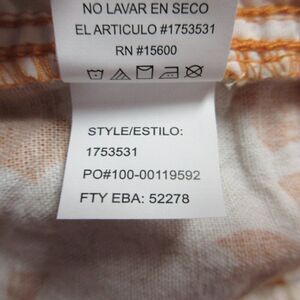 NO LAVAR EN SECO
EL ARTICULO #1753531
RN #15600
STYLE/ESTILO:
1753531
PO#100-00119592
FTY EBA: 52278